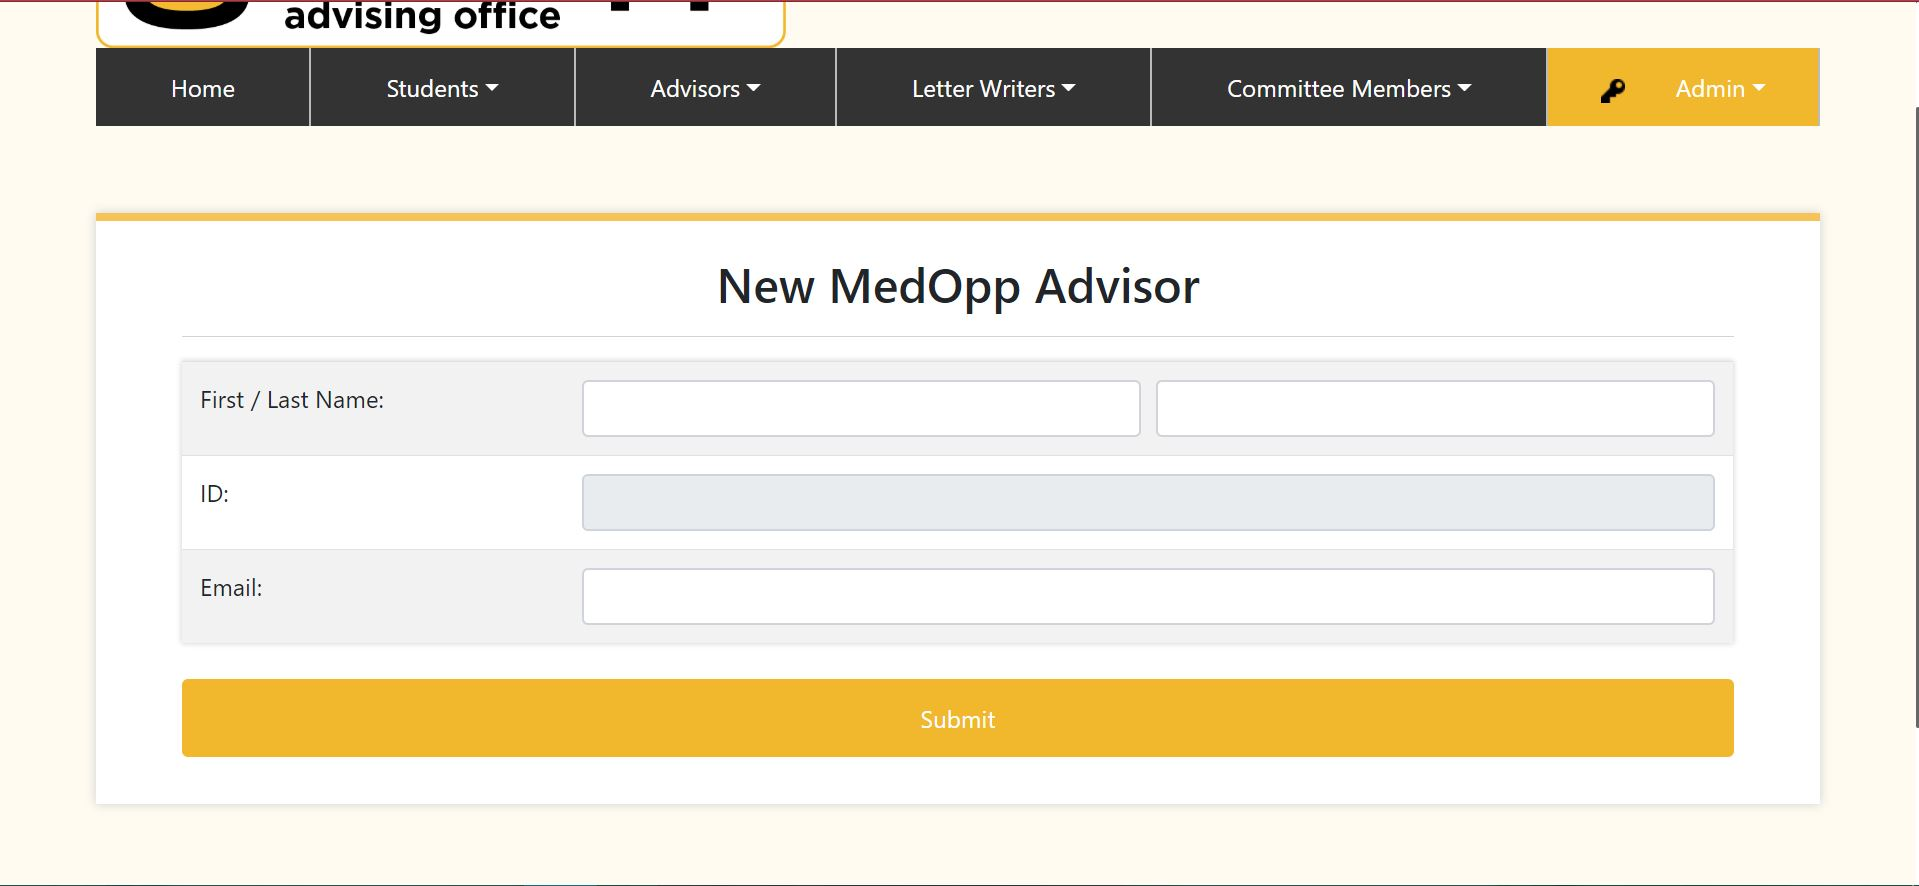 advising office
Home Students Advisors Letter Writers Committee Members Admin
New MedOpp Advisor
First / Last Name:
ID:
Email:
Submit